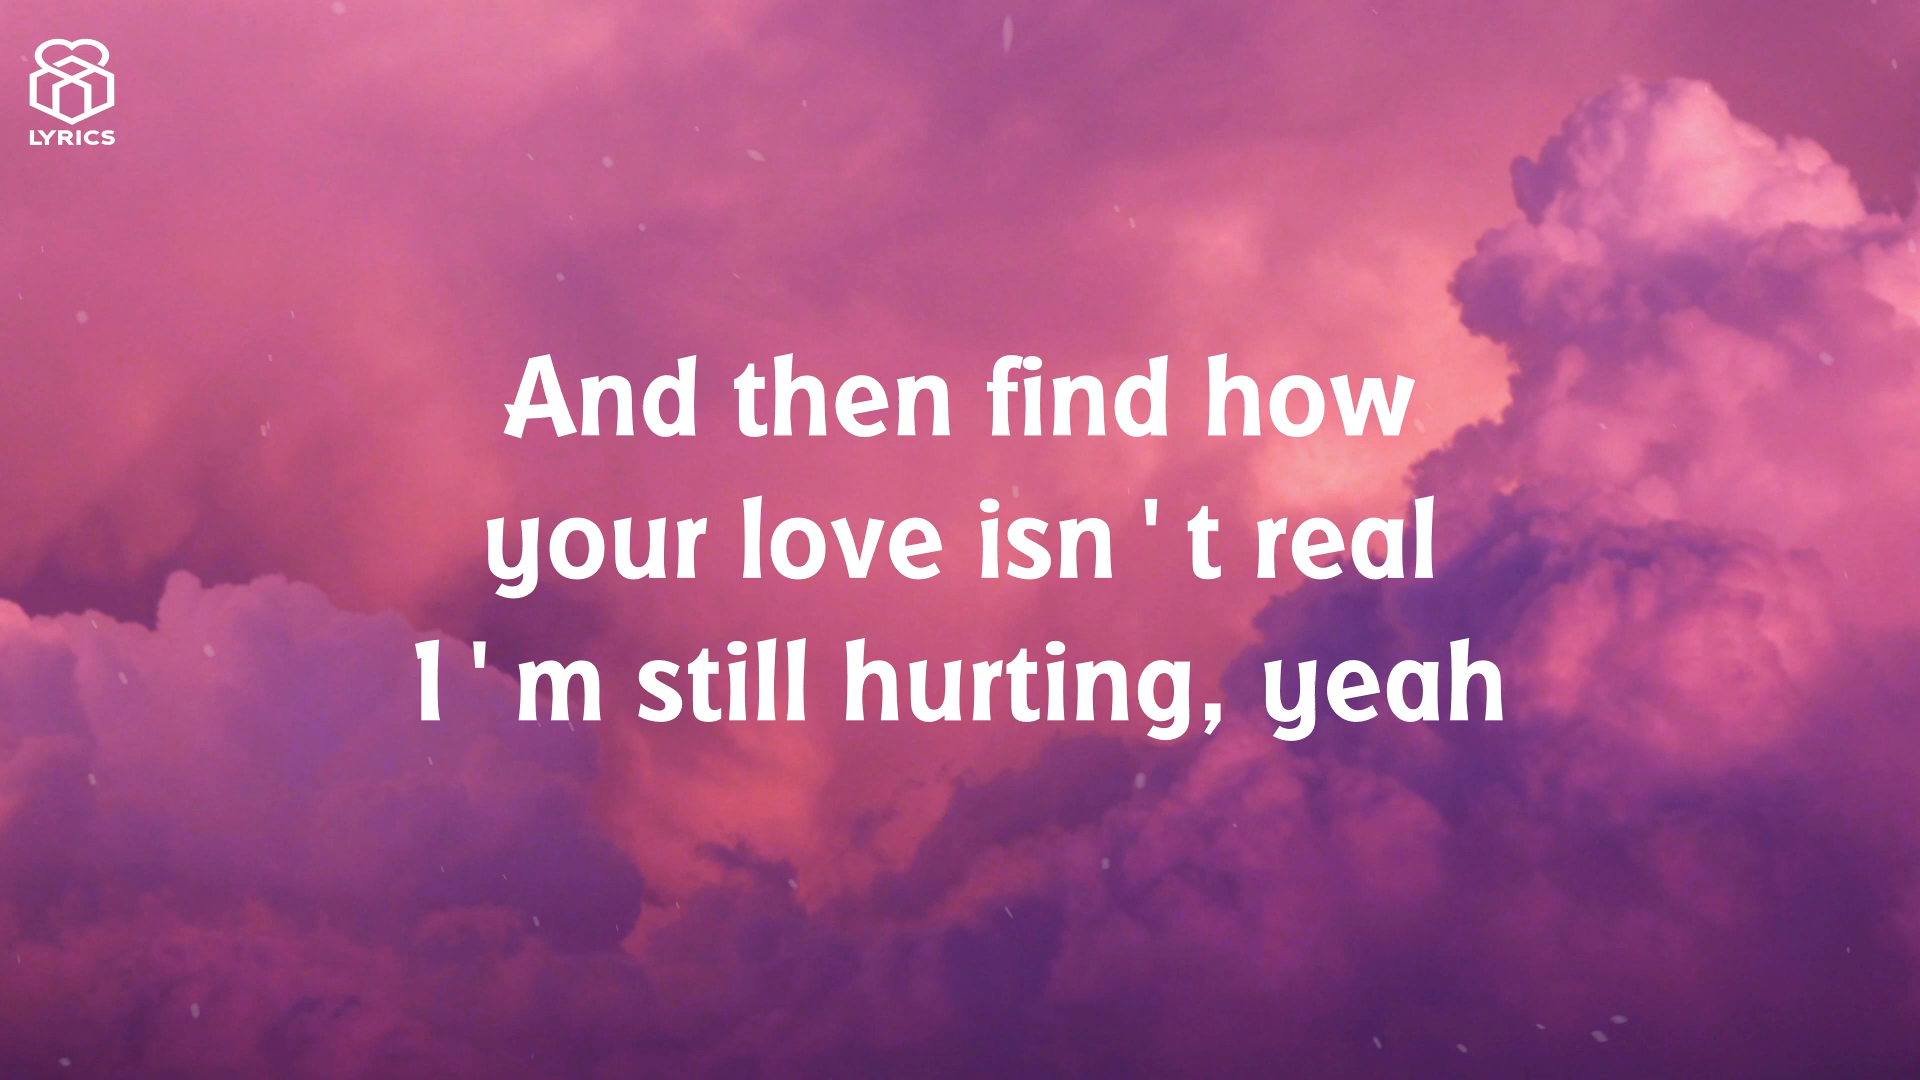 LYRICS
And then find how
your love isn't real
I'm still hurting, yeah